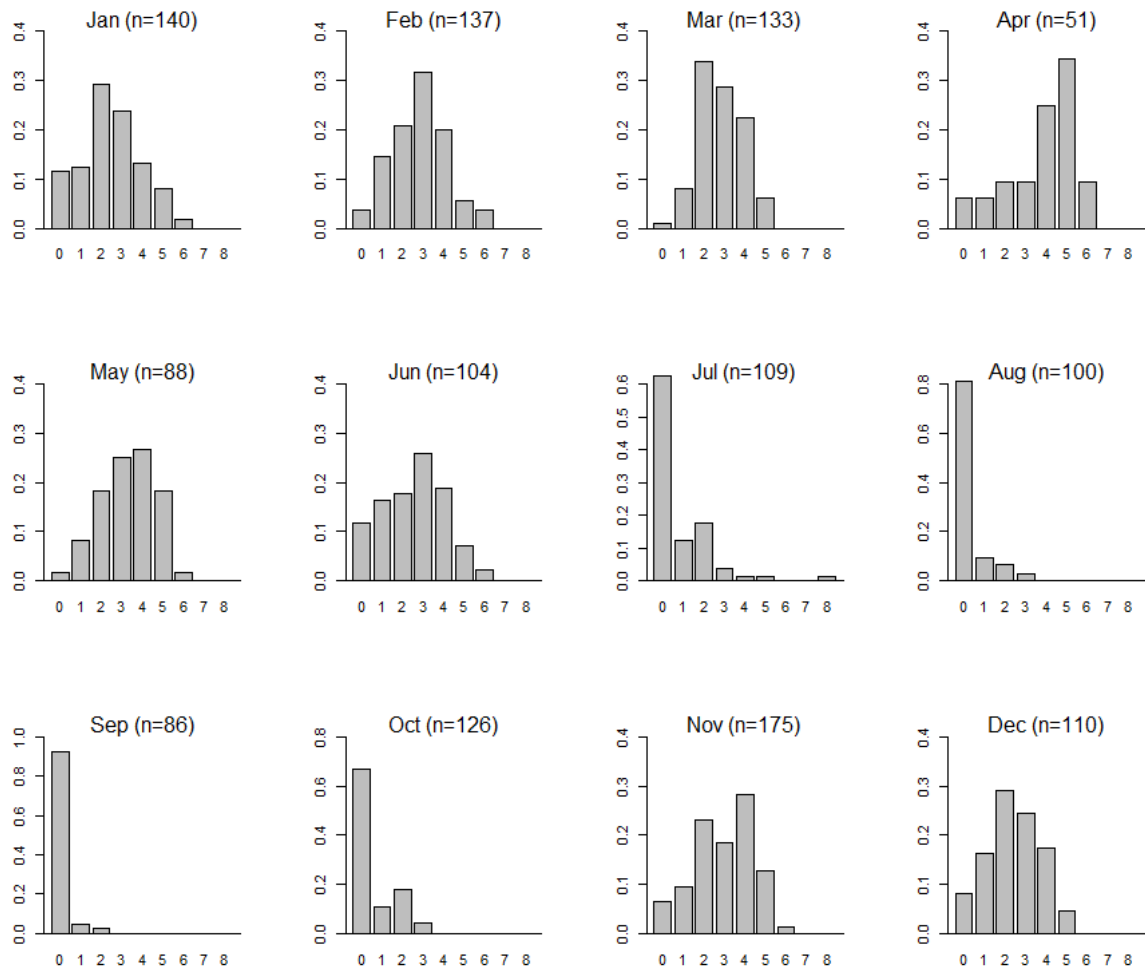 Jan (n=140)
0.0 0.1 0.2 0.3 0.4
0 1 2 3 4 5 6 7 8
Feb (n=137)
0.0 0.1 0.2 0.3 0.4
0 1 2 3 4 5 6 7 8
Mar (n=133)
0.0 0.1 0.2 0.3 0.4
0 1 2 3 4 5 6 7 8
Apr (n=51)
0.0 0.1 0.2 0.3 0.4
0 1 2 3 4 5 6 7 8
May (n=88)
0.0 0.1 0.2 0.3 0.4
0 1 2 3 4 5 6 7 8
Jun (n=104)
0.0 0.1 0.2 0.3 0.4
0 1 2 3 4 5 6 7 8
Jul (n=109)
0.0 0.1 0.2 0.3 0.4 0.5 0.6
0 1 2 3 4 5 6 7 8
Aug (n=100)
0.0 0.2 0.4 0.6 0.8
0 1 2 3 4 5 6 7 8
Sep (n=86)
0.0 0.2 0.4 0.6 0.8 1.0
0 1 2 3 4 5 6 7 8
Oct (n=126)
0.0 0.2 0.4 0.6 0.8
0 1 2 3 4 5 6 7 8
Nov (n=175)
0.0 0.1 0.2 0.3 0.4
0 1 2 3 4 5 6 7 8
Dec (n=110)
0.0 0.1 0.2 0.3 0.4
0 1 2 3 4 5 6 7 8